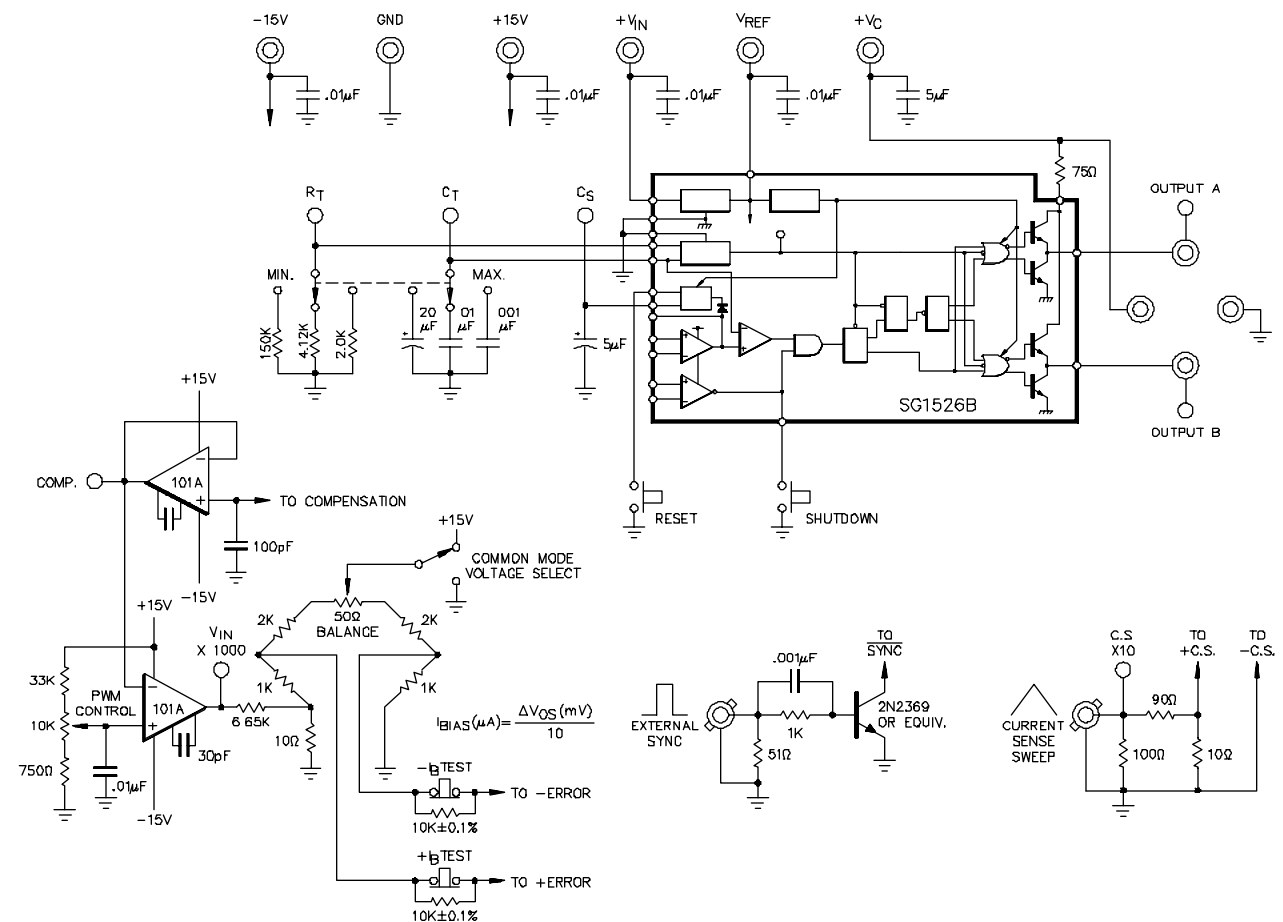 -15V
GND
+15V
+VIN
VREF
+VC
.01µF
.01µF
.01µF
.01µF
5µF
75Ω
RT
CT
CS
OUTPUT A
MIN.
MAX.
150K
4.12K
2.0K
20 µF
.01 µF
.001 µF
5µF
SG1526B
OUTPUT B
+15V
COMP.
101A
TO COMPENSATION
100pF
-15V
RESET
SHUTDOWN
+15V
COMMON MODE
VOLTAGE SELECT
+15V
50Ω
BALANCE
2K
2K
1K
1K
VIN
X 1000
33K
10K
750Ω
PWM
CONTROL
101A
6.65K
10Ω
30pF
.01µF
-15V
IBIAS(µA)=ΔVOS(mV)/10
-IB TEST
TO -ERROR
10K±0.1%
+IB TEST
TO +ERROR
10K±0.1%
EXTERNAL
SYNC
.001µF
1K
51Ω
TO
SYNC
2N2369
OR EQUIV.
CURRENT
SENSE
SWEEP
C.S
X10
TO
+C.S.
TO
-C.S.
90Ω
100Ω
10Ω